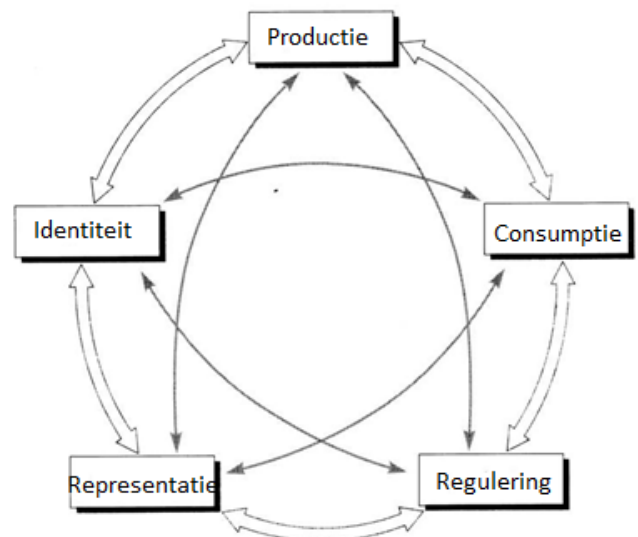 Productie
Identiteit
Consumptie
Representatie
Regulering